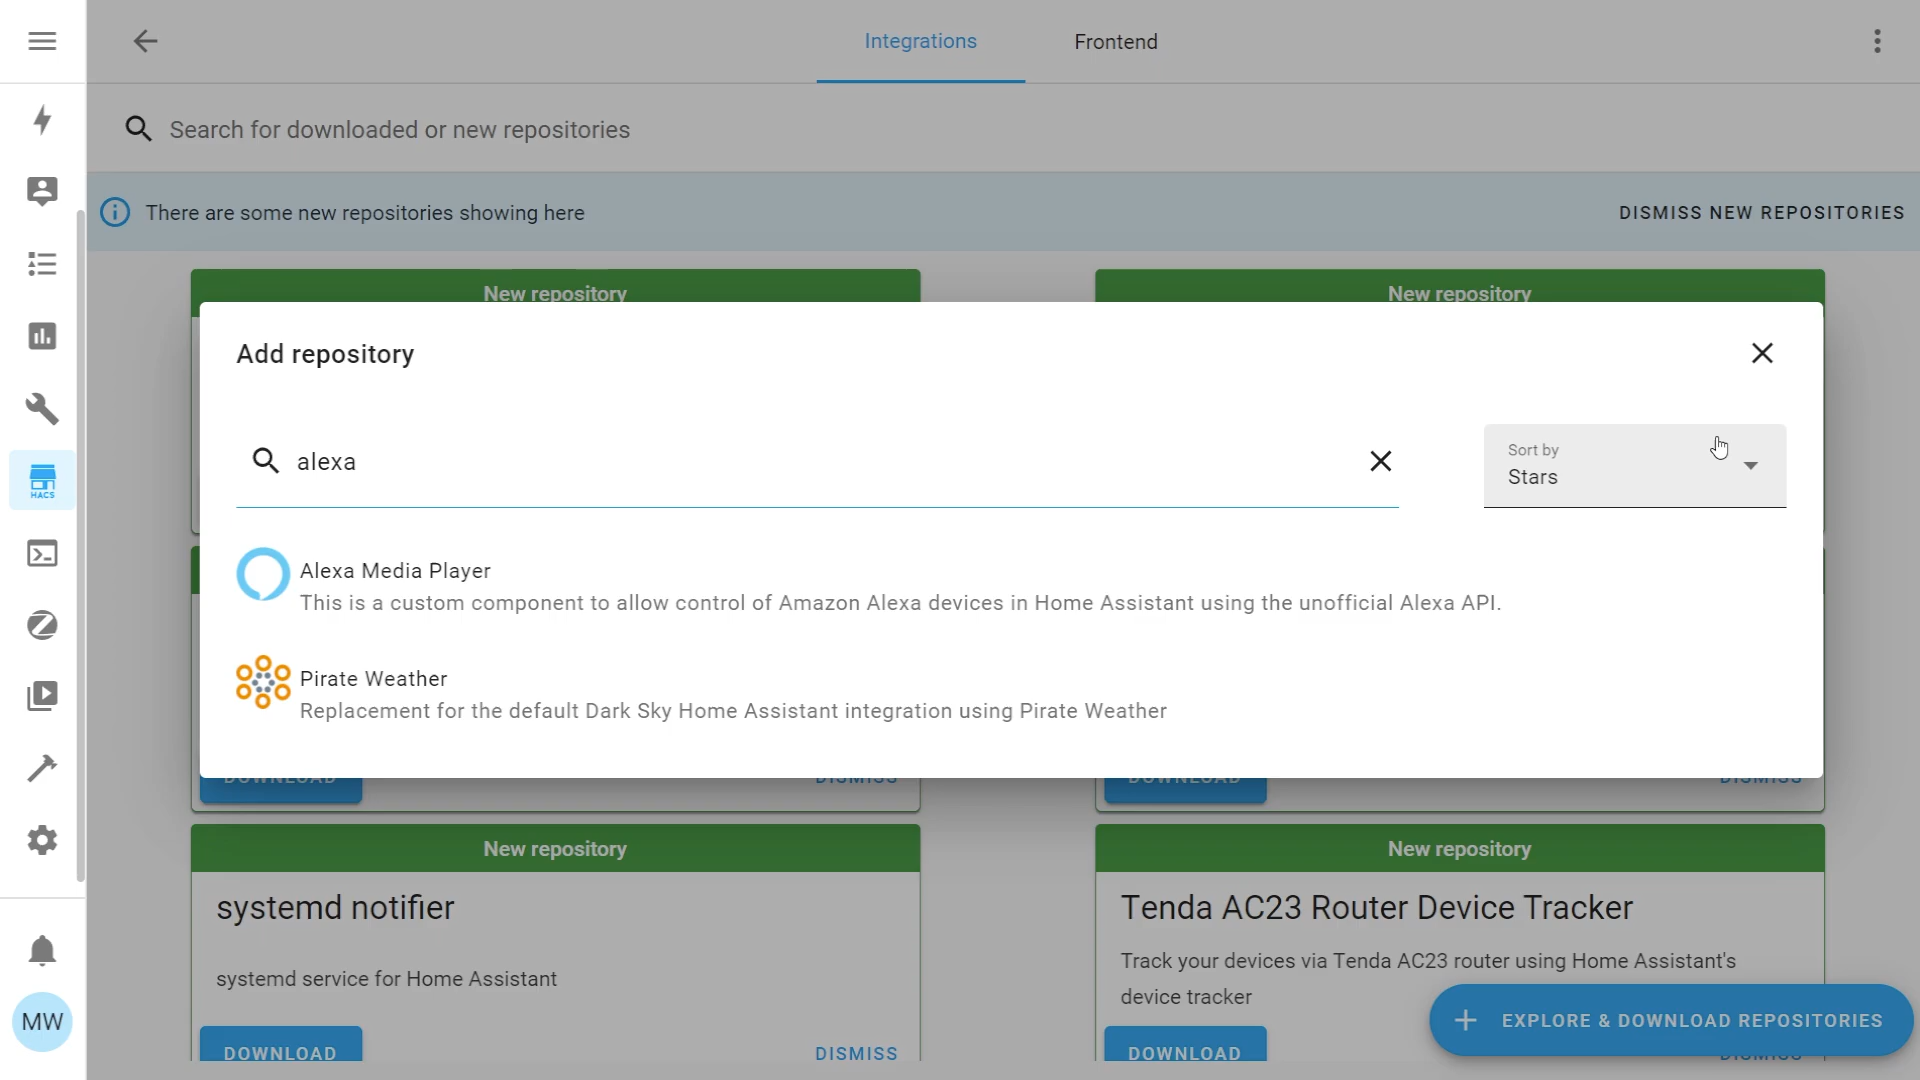 Integrations
Frontend
Search for downloaded or new repositories
There are some new repositories showing here
DISMISS NEW REPOSITORIES
New repository
New repository
Add repository
alexa
Sort by
Stars
Alexa Media Player
This is a custom component to allow control of Amazon Alexa devices in Home Assistant using the unofficial Alexa API.
Pirate Weather
Replacement for the default Dark Sky Home Assistant integration using Pirate Weather
DOWNLOAD
DISMISS
DOWNLOAD
DISMISS
New repository
New repository
systemd notifier
Tenda AC23 Router Device Tracker
systemd service for Home Assistant
Track your devices via Tenda AC23 router using Home Assistant's
device tracker
DOWNLOAD
DISMISS
DOWNLOAD
DISMISS
EXPLORE & DOWNLOAD REPOSITORIES
HACS
MW